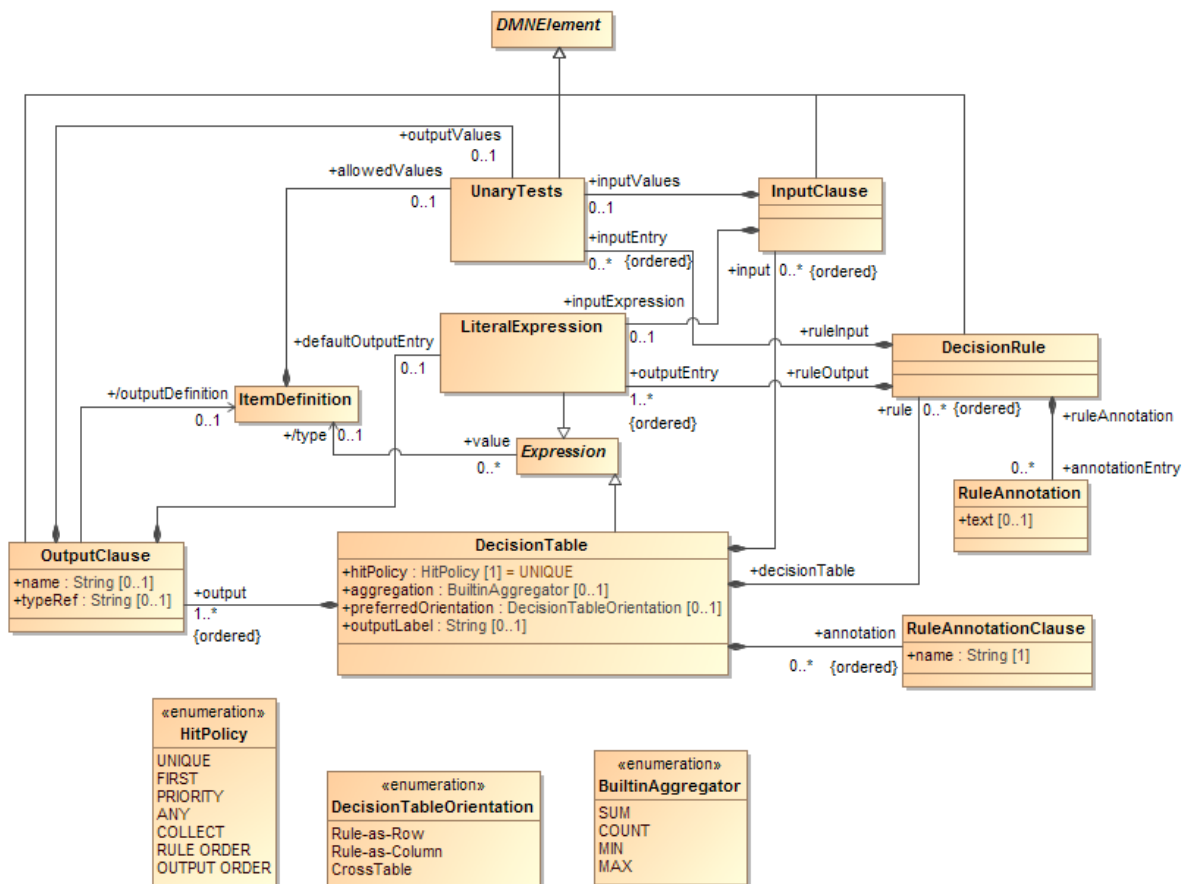 DMNElement
+outputValues
0..1
+allowedValues
0..1
UnaryTests
+inputValues
0..1
InputClause
+inputEntry
0..* {ordered}
+input 0..* {ordered}
+inputExpression
0..1
LiteralExpression
+defaultOutputEntry
0..1
+ruleInput
DecisionRule
+outputEntry
1..*
{ordered}
+ruleOutput
+rule 0..* {ordered}
+/outputDefinition
0..1
ItemDefinition
+/type 0..1
+value
0..*
Expression
+ruleAnnotation
0..*
+annotationEntry
RuleAnnotation
+text [0..1]
OutputClause
+name : String [0..1]
+typeRef : String [0..1]
+output
1..*
{ordered}
DecisionTable
+hitPolicy : HitPolicy [1] = UNIQUE
+aggregation : BuiltinAggregator [0..1]
+preferredOrientation : DecisionTableOrientation [0..1]
+outputLabel : String [0..1]
+decisionTable
+annotation
0..* {ordered}
RuleAnnotationClause
+name : String [1]
«enumeration»
HitPolicy
UNIQUE
FIRST
PRIORITY
ANY
COLLECT
RULE ORDER
OUTPUT ORDER
«enumeration»
DecisionTableOrientation
Rule-as-Row
Rule-as-Column
CrossTable
«enumeration»
BuiltinAggregator
SUM
COUNT
MIN
MAX